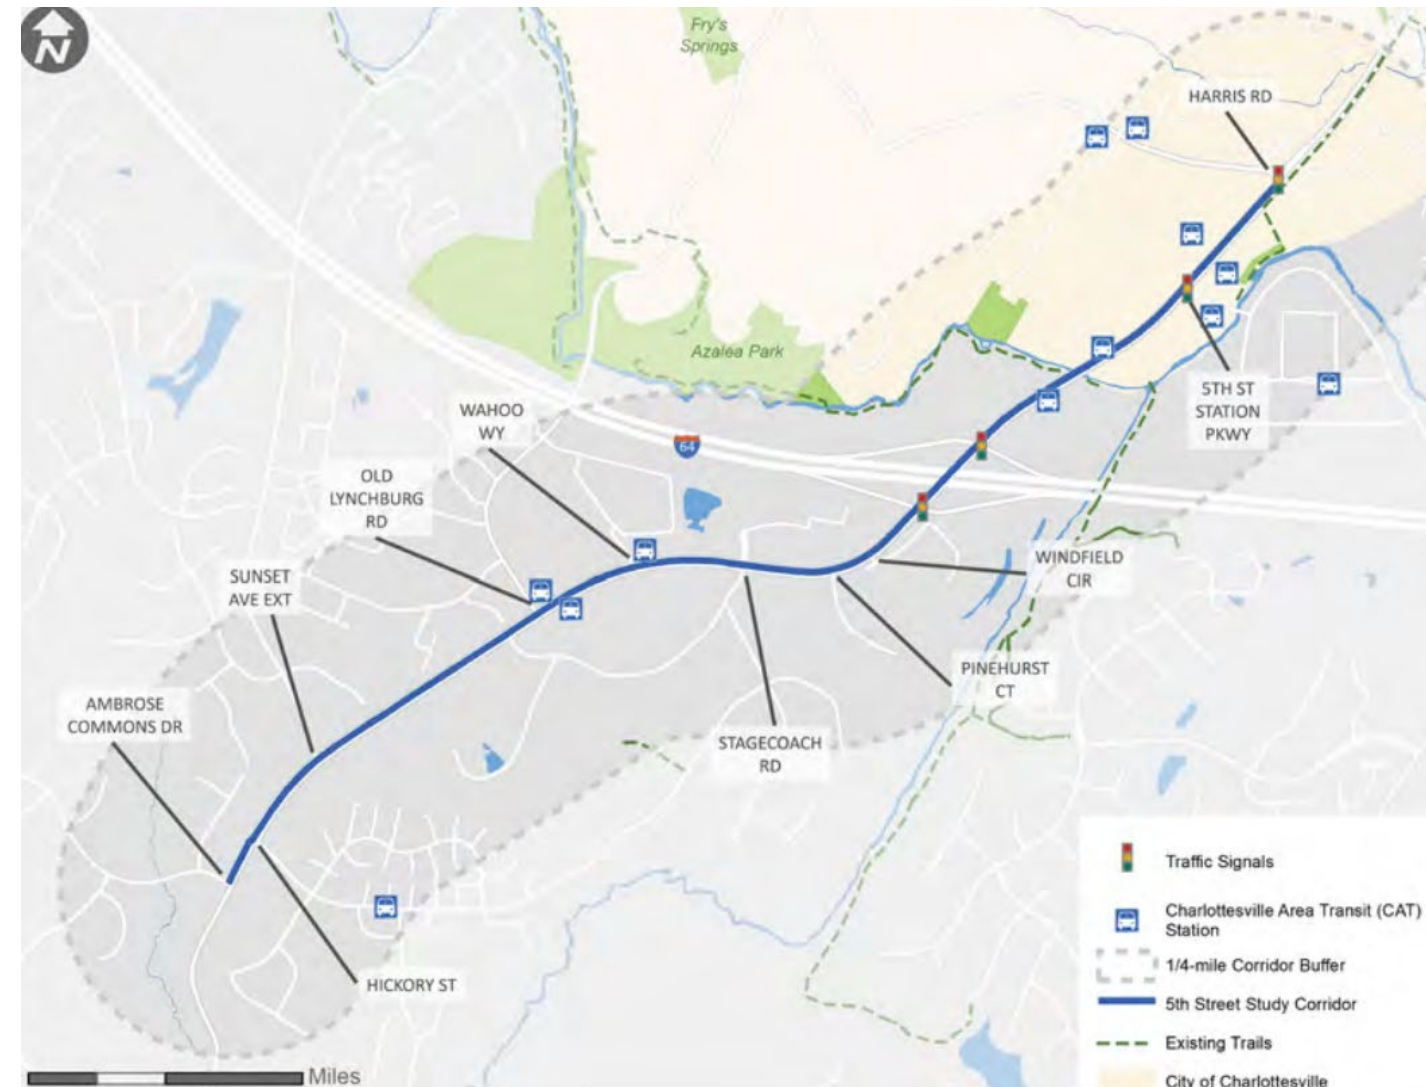 N
Fry's
Springs
HARRIS RD
Azalea Park
5TH ST
STATION
PKWY
WAHOO
WY
64
OLD
LYNCHBURG
RD
WINDFIELD
CIR
SUNSET
AVE EXT
PINEHURST
CT
AMBROSE
COMMONS DR
STAGECOACH
RD
HICKORY ST
Traffic Signals
Charlottesville Area Transit (CAT)
Station
1/4-mile Corridor Buffer
5th Street Study Corridor
Existing Trails
City of Charlottesville
Miles